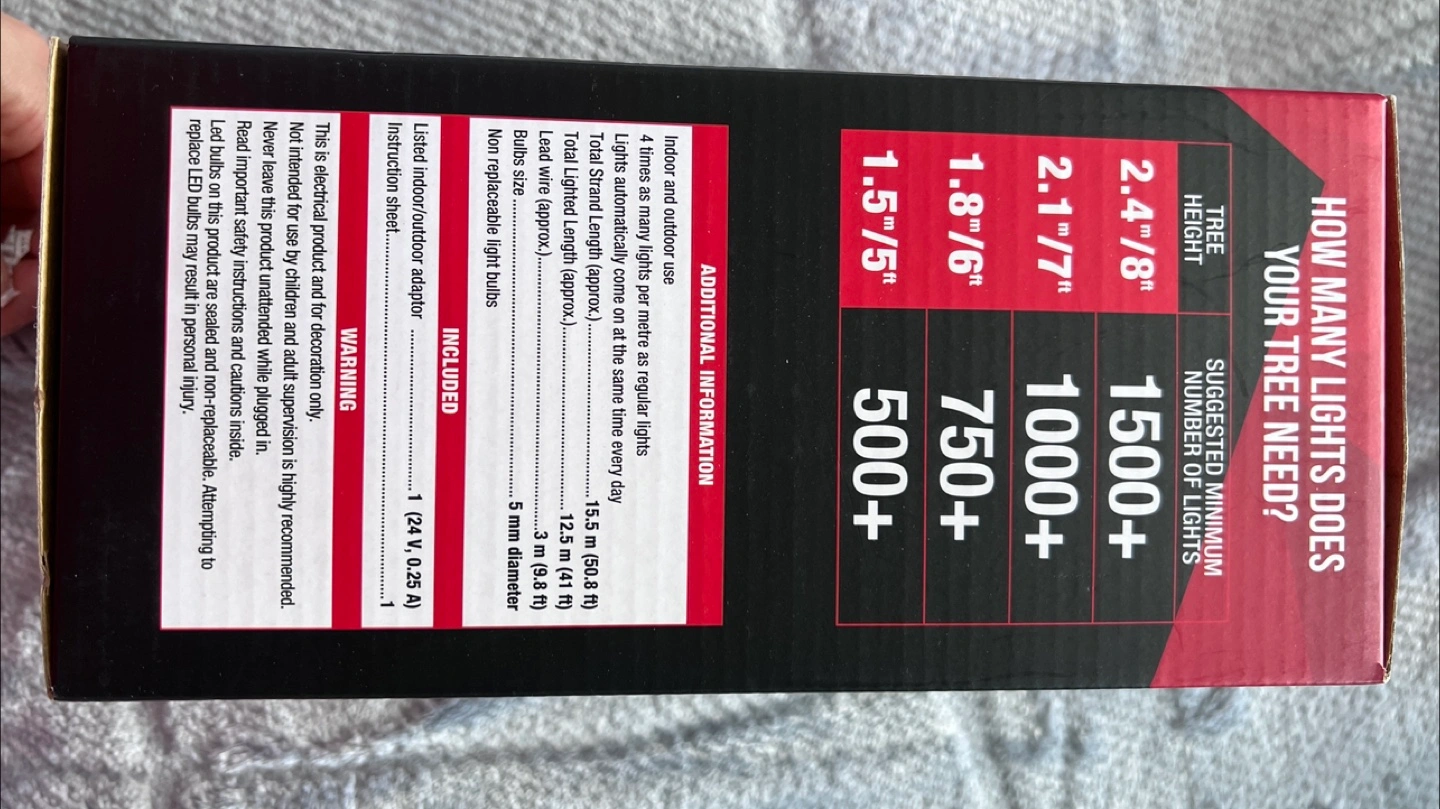 HOW MANY LIGHTS DOES
YOUR TREE NEED?
TREE
HEIGHT
SUGGESTED MINIMUM
NUMBER OF LIGHTS
2.4m/8ft 1500+
2.1m/7ft 1000+
1.8m/6ft 750+
1.5m/5ft 500+
ADDITIONAL INFORMATION
Indoor and outdoor use
4 times as many lights per metre as regular lights
Lights automatically come on at the same time every day
Total Strand Length (approx.)........................ 15.5 m (50.8 ft)
Total Lighted Length (approx.)........................ 12.5 m (41 ft)
Lead wire (approx.)........................3 m (9.8 ft)
Bulbs size ........................ 5 mm diameter
Non replaceable light bulbs
INCLUDED
Listed indoor/outdoor adaptor ........................1 (24 V, 0.25 A)
Instruction sheet........................1
WARNING
This is electrical product and for decoration only.
Not intended for use by children and adult supervision is highly recommended.
Never leave this product unattended while plugged in.
Read important safety instructions and cautions inside.
Led bulbs on this product are sealed and non-replaceable. Attempting to
replace LED bulbs may result in personal injury.